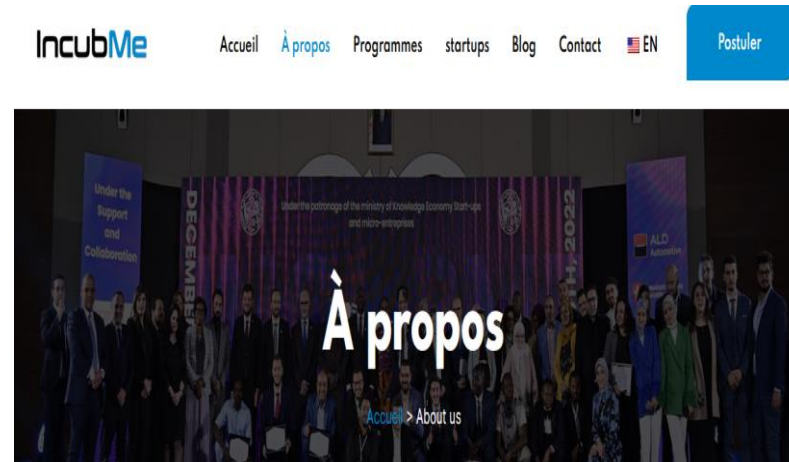 IncubMe
Accueil À propos Programmes startups Blog Contact EN Postuler
Under the
Support
and
Collaboration
DECEMBER
Under the patronage of the ministry of Knowledge Economy Start-ups
and micro-entreprises
TH, 2022
ALD
Automotive
À propos
Accueil > About us